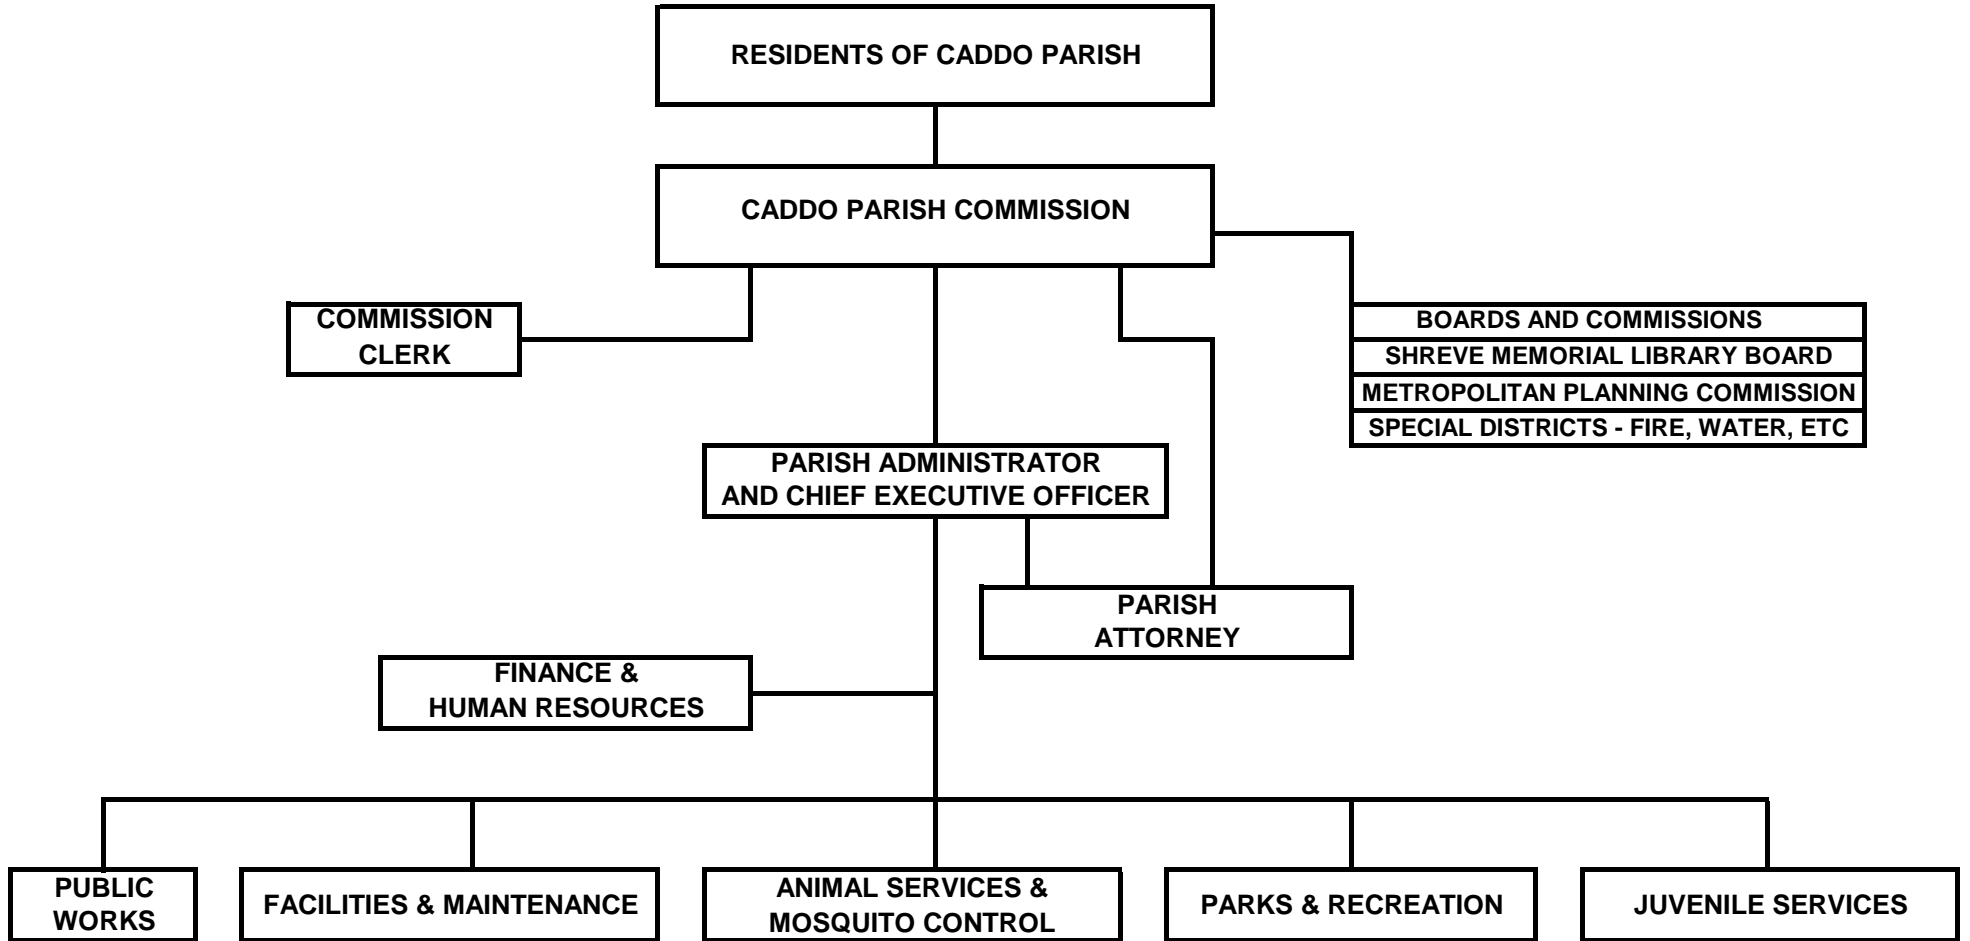 RESIDENTS OF CADDO PARISH
CADDO PARISH COMMISSION
COMMISSION
CLERK
BOARDS AND COMMISSIONS
SHREVE MEMORIAL LIBRARY BOARD
METROPOLITAN PLANNING COMMISSION
SPECIAL DISTRICTS - FIRE, WATER, ETC
PARISH ADMINISTRATOR
AND CHIEF EXECUTIVE OFFICER
PARISH
ATTORNEY
FINANCE &
HUMAN RESOURCES
PUBLIC
WORKS
FACILITIES & MAINTENANCE
ANIMAL SERVICES &
MOSQUITO CONTROL
PARKS & RECREATION
JUVENILE SERVICES